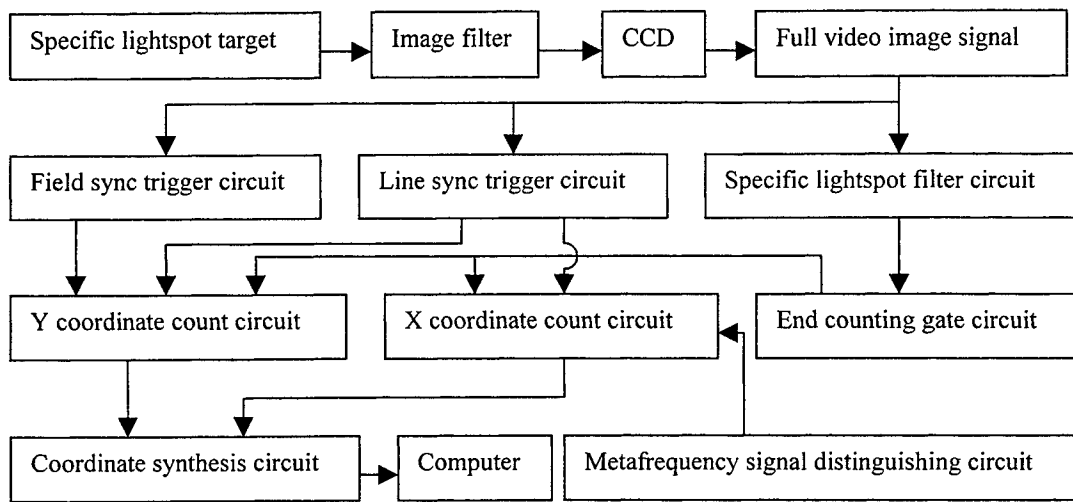 Specific lightspot target
Image filter
CCD
Full video image signal
Field sync trigger circuit
Line sync trigger circuit
Specific lightspot filter circuit
Y coordinate count circuit
X coordinate count circuit
End counting gate circuit
Coordinate synthesis circuit
Computer
Metafrequency signal distinguishing circuit